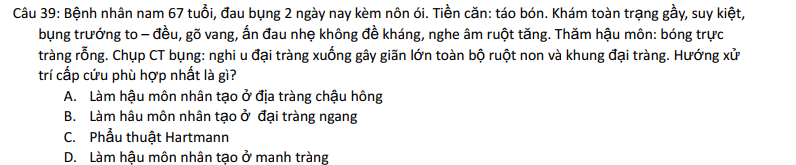 Câu 39: Bệnh nhân nam 67 tuổi, đau bụng 2 ngày nay kèm nôn ói. Tiền căn: táo bón. Khám toàn trạng gầy, suy kiệt,
bụng trướng to – đều, gõ vang, ấn đau nhẹ không đề kháng, nghe âm ruột tăng. Thăm hậu môn: bóng trực
tràng rỗng. Chụp CT bụng: nghi u đại tràng xuống gây giãn lớn toàn bộ ruột non và khung đại tràng. Hướng xử
trí cấp cứu phù hợp nhất là gì?
A. Làm hậu môn nhân tạo ở địa tràng chậu hông
B. Làm hâu môn nhân tạo ở đại tràng ngang
C. Phẩu thuật Hartmann
D. Làm hậu môn nhân tạo ở manh tràng